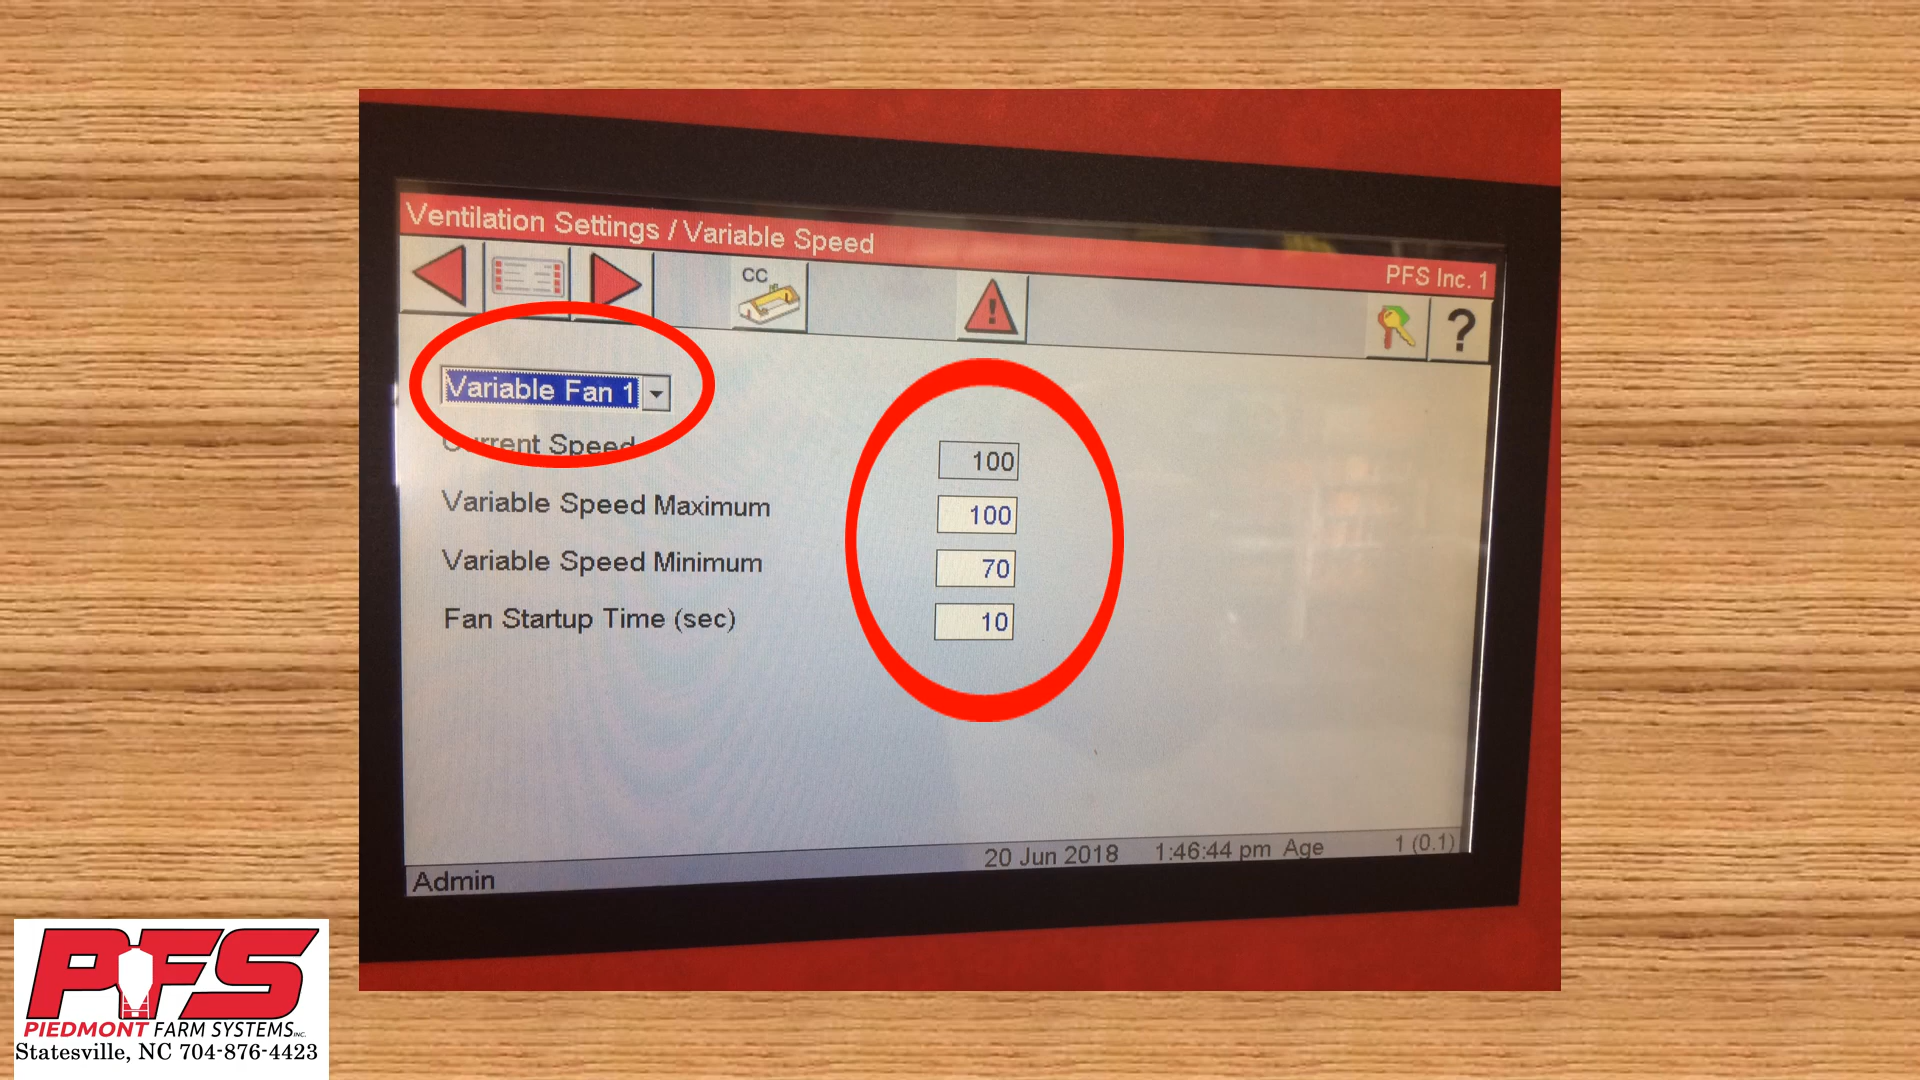 Ventilation Settings / Variable Speed
PFS Inc. 1
CC
?
Variable Fan 1
Current Speed 100
Variable Speed Maximum 100
Variable Speed Minimum 70
Fan Startup Time (sec) 10
20 Jun 2018 1:46:44 pm Age 1 (0.1)
Admin
PFS
PIEDMONT FARM SYSTEMS INC.
Statesville, NC 704-876-4423